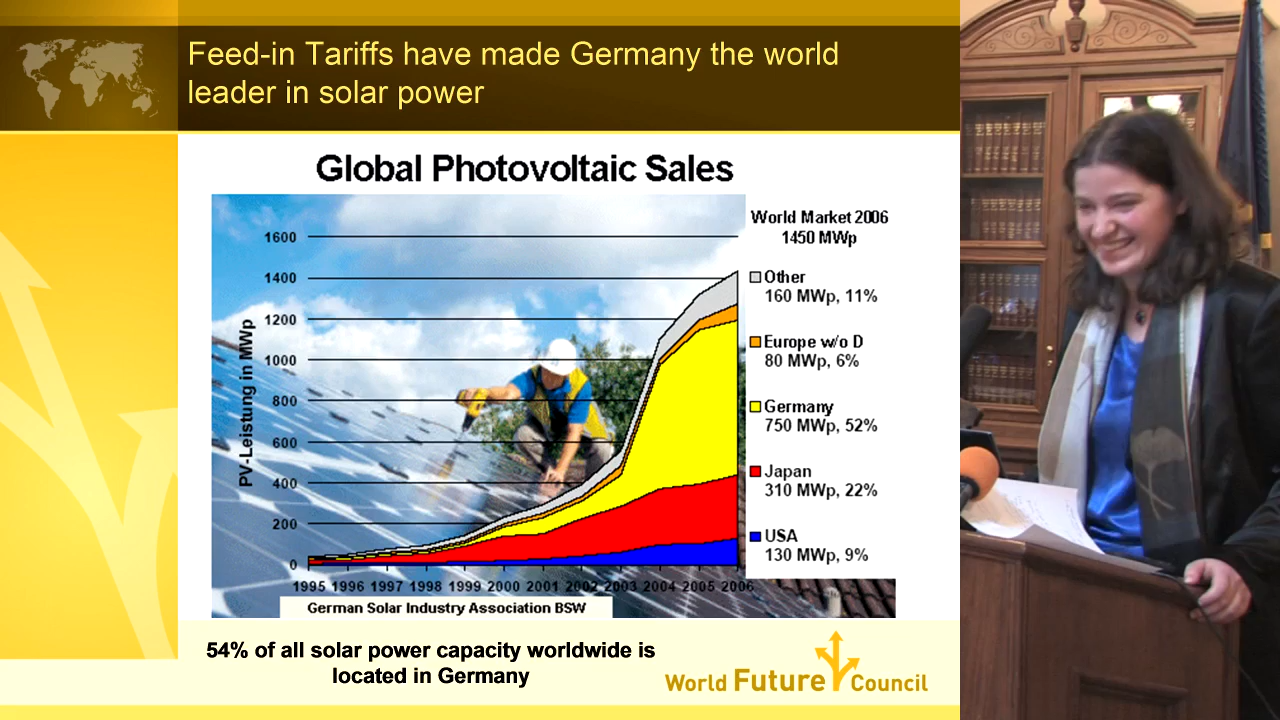 Feed-in Tariffs have made Germany the world
leader in solar power
Global Photovoltaic Sales
World Market 2006
1450 MWp
PV-Leistung in MWp
1600
1400
1200
1000
800
600
400
200
0
1995 1996 1997 1998 1999 2000 2001 2002 2003 2004 2005 2006
Other
160 MWp, 11%
Europe w/o D
80 MWp, 6%
Germany
750 MWp, 52%
Japan
310 MWp, 22%
USA
130 MWp, 9%
German Solar Industry Association BSW
54% of all solar power capacity worldwide is
located in Germany
World Future Council